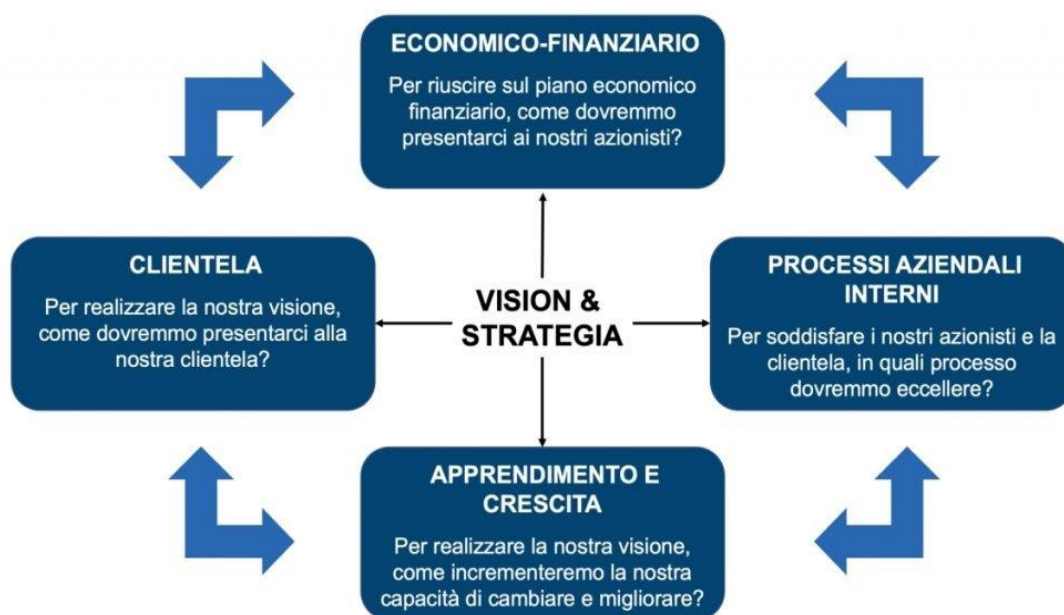 ECONOMICO-FINANZIARIO
Per riuscire sul piano economico
finanziario, come dovremmo
presentarci ai nostri azionisti?
CLIENTELA
Per realizzare la nostra visione,
come dovremmo presentarci alla
nostra clientela?
VISION &
STRATEGIA
PROCESSI AZIENDALI
INTERNI
Per soddisfare i nostri azionisti e la
clientela, in quali processo
dovremmo eccellere?
APPRENDIMENTO E
CRESCITA
Per realizzare la nostra visione,
come incrementeremo la nostra
capacità di cambiare e migliorare?